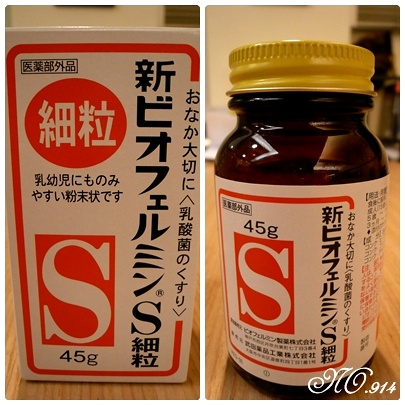 医薬部外品
細粒
乳幼児にものみ
やすい粉末状です
新ビオフェルミン®S細粒
おなか大切に〈乳酸菌のくすり〉
S
45g
医薬部外品
45g
新ビオフェルミン®S細粒
おなか大切に〈乳酸菌のくすり〉
S
ビオフェルミン製薬株式会社
武田薬品工業株式会社
NO.914